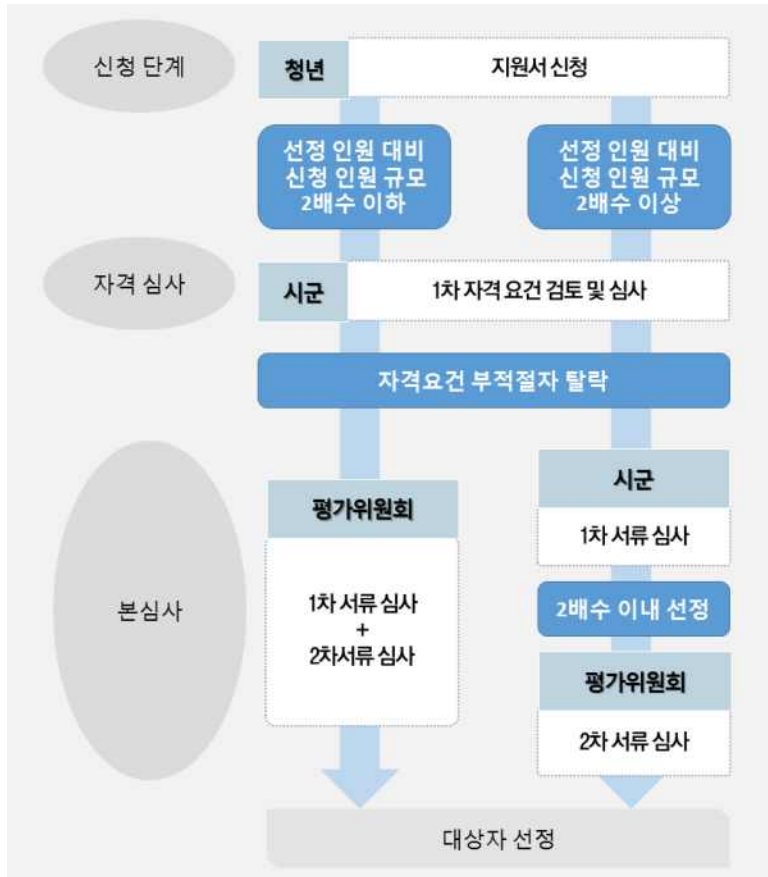 신청 단계
청년
지원서 신청
선정 인원 대비
신청 인원 규모
2배수 이하
선정 인원 대비
신청 인원 규모
2배수 이상
자격 심사
시군
1차 자격 요건 검토 및 심사
자격요건 부적절자 탈락
본심사
평가위원회
1차 서류 심사
+
2차서류 심사
시군
1차 서류 심사
2배수 이내 선정
평가위원회
2차 서류 심사
대상자 선정